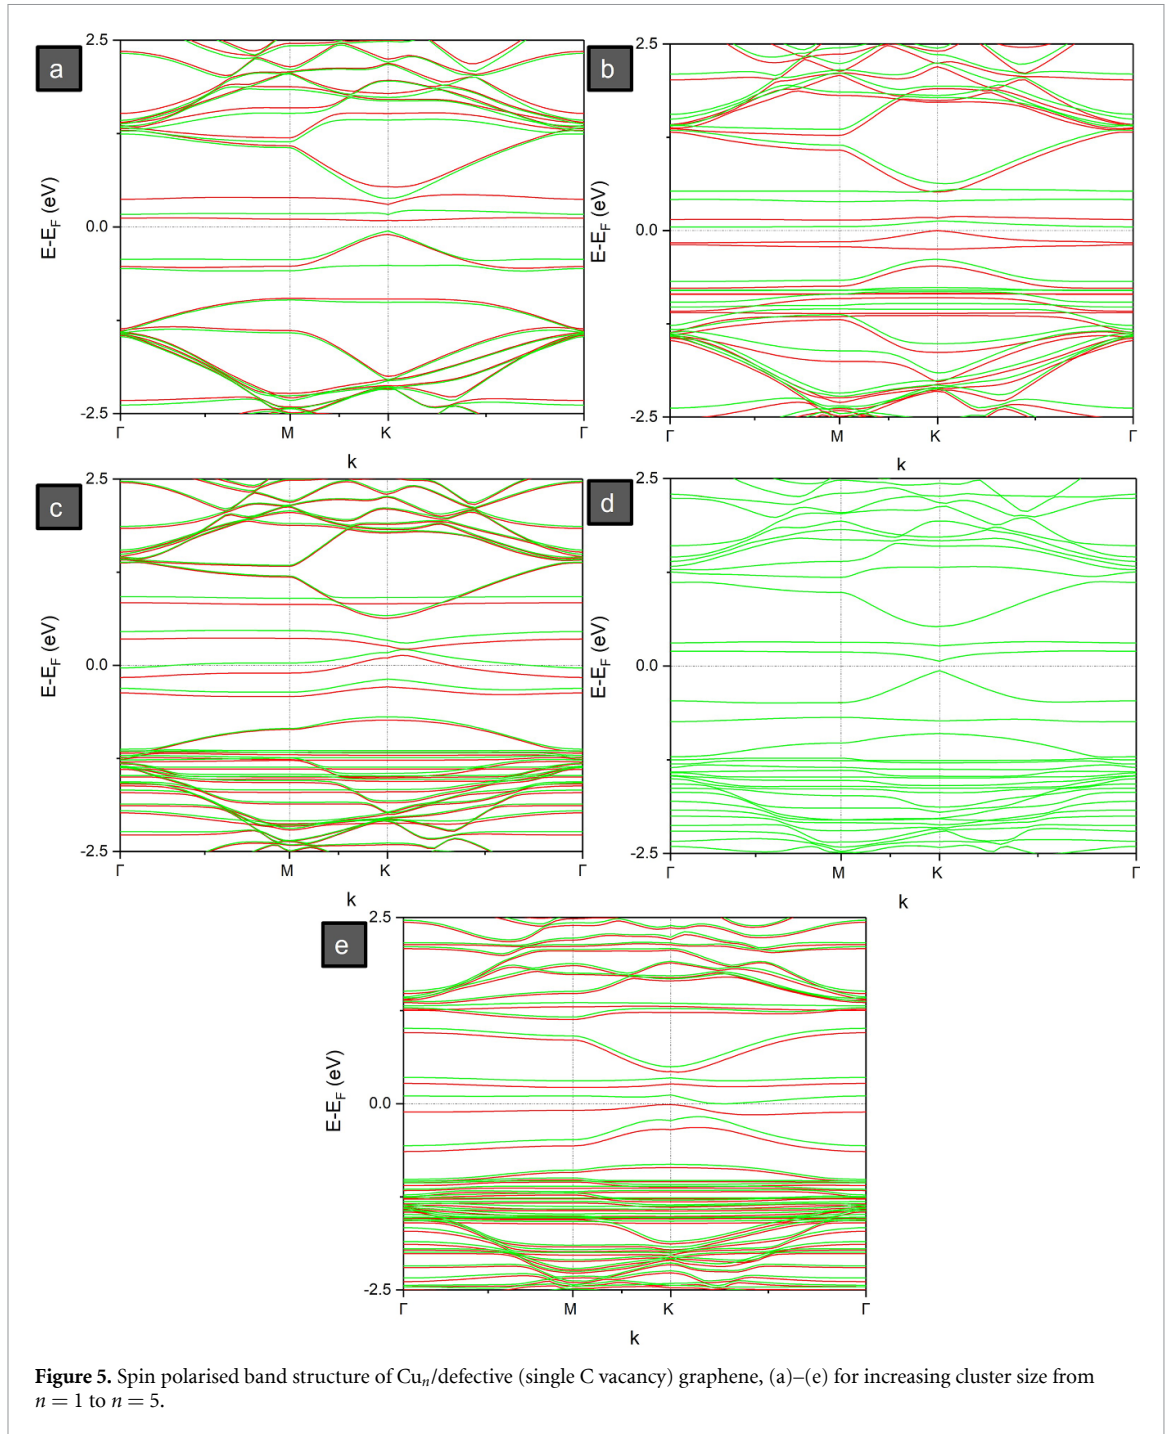 a
2.5
0.0
-2.5
E-E_F (eV)
Γ M K Γ
k
b
2.5
0.0
-2.5
E-E_F (eV)
Γ M K Γ
k
c
2.5
0.0
-2.5
E-E_F (eV)
Γ M K Γ
k
d
2.5
0.0
-2.5
E-E_F (eV)
Γ M K Γ
k
e
2.5
0.0
-2.5
E-E_F (eV)
Γ M K Γ
k
Figure 5. Spin polarised band structure of Cu_n/defective (single C vacancy) graphene, (a)–(e) for increasing cluster size from
n = 1 to n = 5.